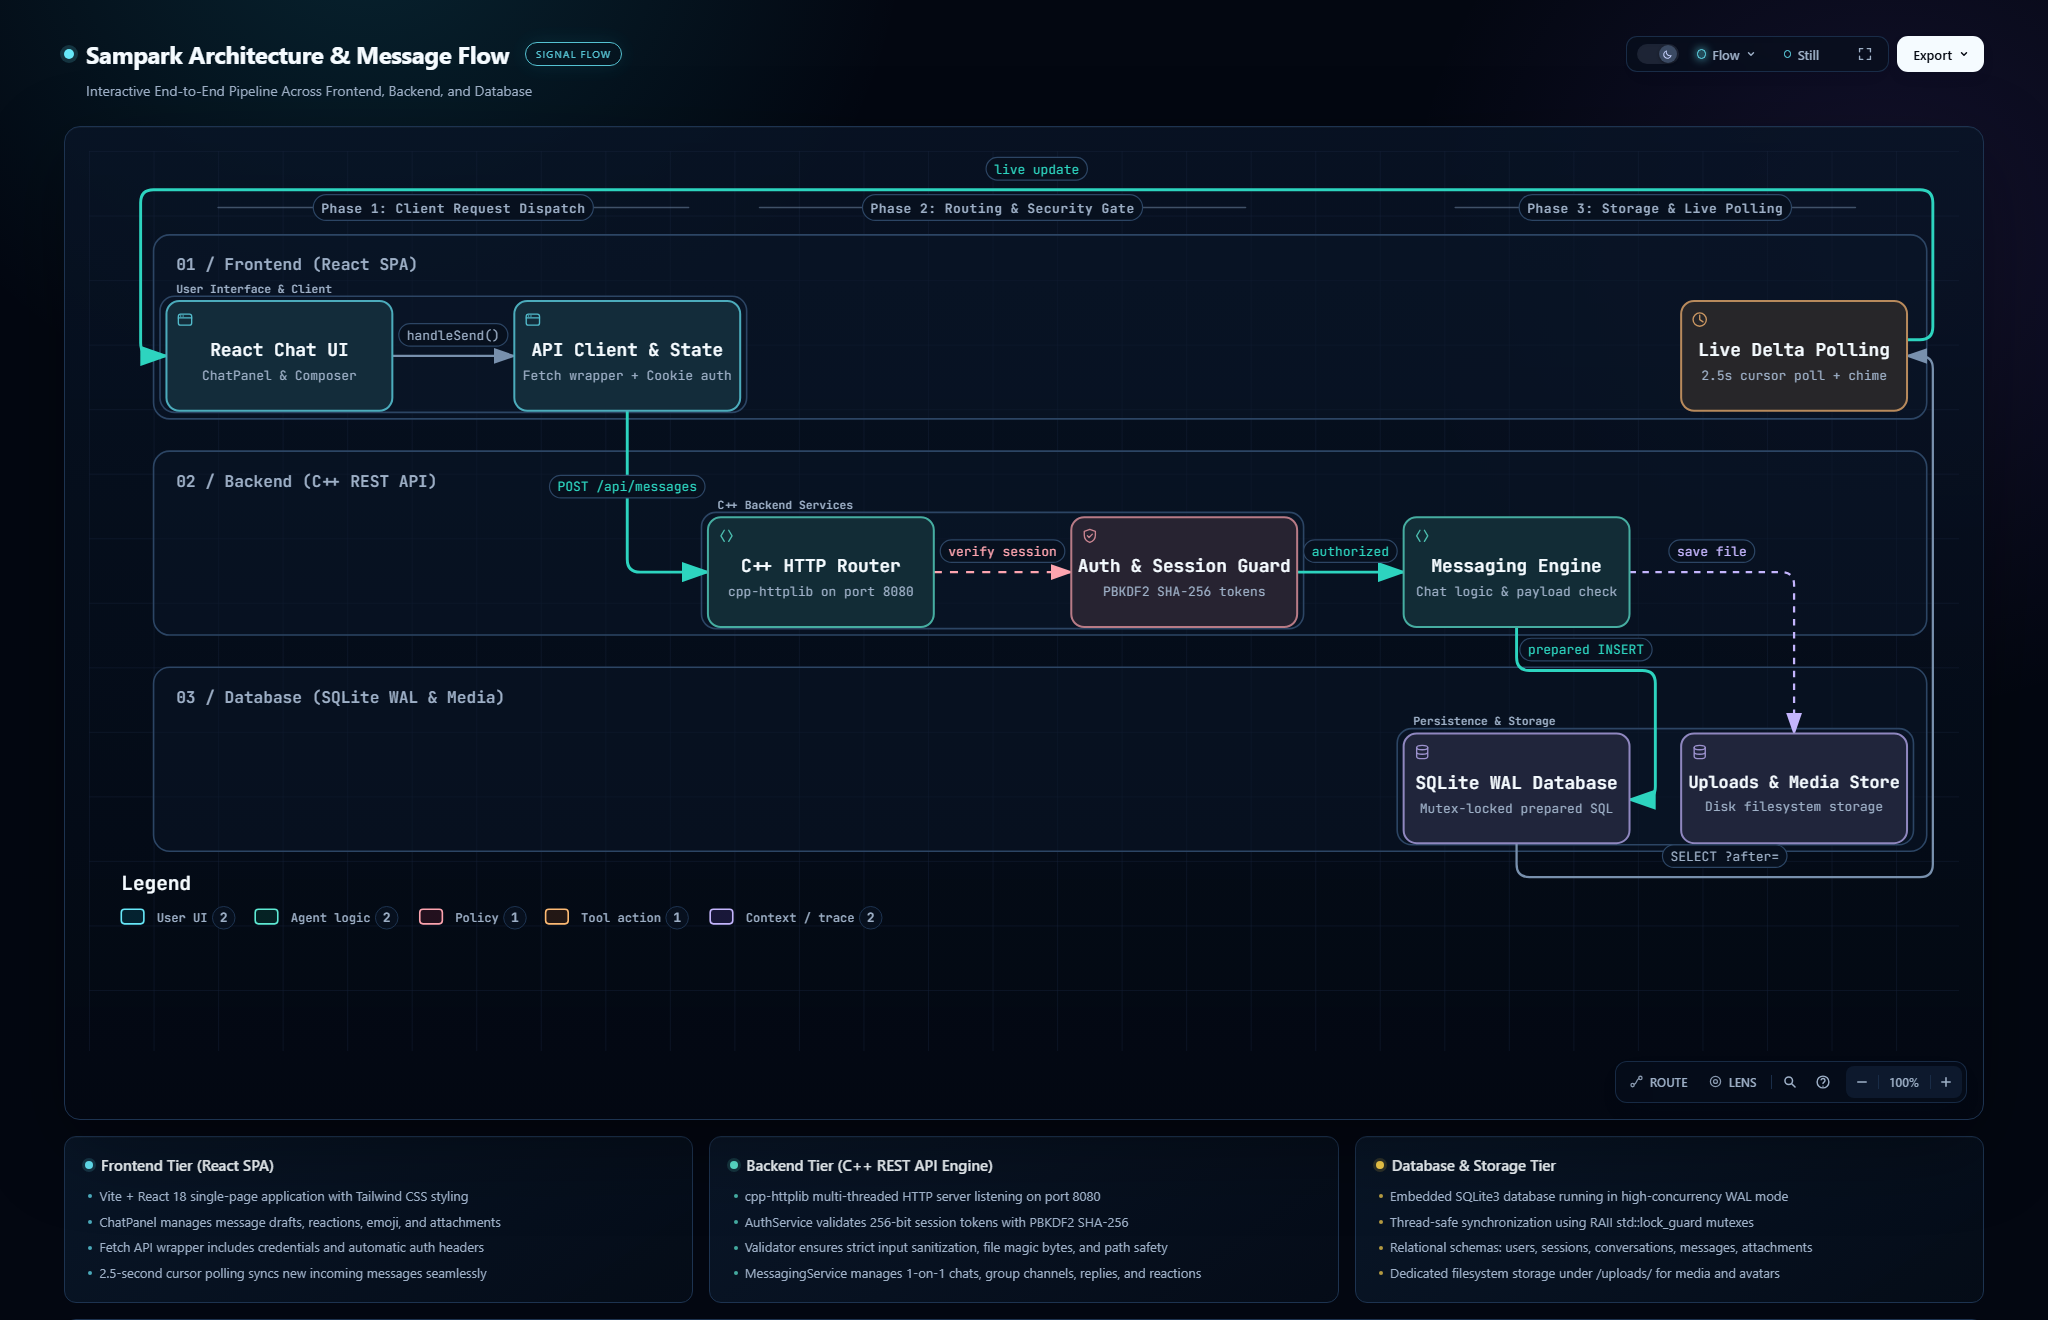 Sampark Architecture & Message Flow
SIGNAL FLOW
Interactive End-to-End Pipeline Across Frontend, Backend, and Database
Flow
Still
Export
live update
Phase 1: Client Request Dispatch
Phase 2: Routing & Security Gate
Phase 3: Storage & Live Polling
01 / Frontend (React SPA)
User Interface & Client
React Chat UI
ChatPanel & Composer
handleSend()
API Client & State
Fetch wrapper + Cookie auth
Live Delta Polling
2.5s cursor poll + chime
02 / Backend (C++ REST API)
POST /api/messages
C++ Backend Services
C++ HTTP Router
cpp-httplib on port 8080
verify session
Auth & Session Guard
PBKDF2 SHA-256 tokens
authorized
Messaging Engine
Chat logic & payload check
save file
prepared INSERT
03 / Database (SQLite WAL & Media)
Persistence & Storage
SQLite WAL Database
Mutex-locked prepared SQL
Uploads & Media Store
Disk filesystem storage
SELECT ?after=
Legend
User UI 2
Agent logic 2
Policy 1
Tool action 1
Context / trace 2
ROUTE
LENS
100%
Frontend Tier (React SPA)
• Vite + React 18 single-page application with Tailwind CSS styling
• ChatPanel manages message drafts, reactions, emoji, and attachments
• Fetch API wrapper includes credentials and automatic auth headers
• 2.5-second cursor polling syncs new incoming messages seamlessly
Backend Tier (C++ REST API Engine)
• cpp-httplib multi-threaded HTTP server listening on port 8080
• AuthService validates 256-bit session tokens with PBKDF2 SHA-256
• Validator ensures strict input sanitization, file magic bytes, and path safety
• MessagingService manages 1-on-1 chats, group channels, replies, and reactions
Database & Storage Tier
• Embedded SQLite3 database running in high-concurrency WAL mode
• Thread-safe synchronization using RAII std::lock_guard mutexes
• Relational schemas: users, sessions, conversations, messages, attachments
• Dedicated filesystem storage under /uploads/ for media and avatars